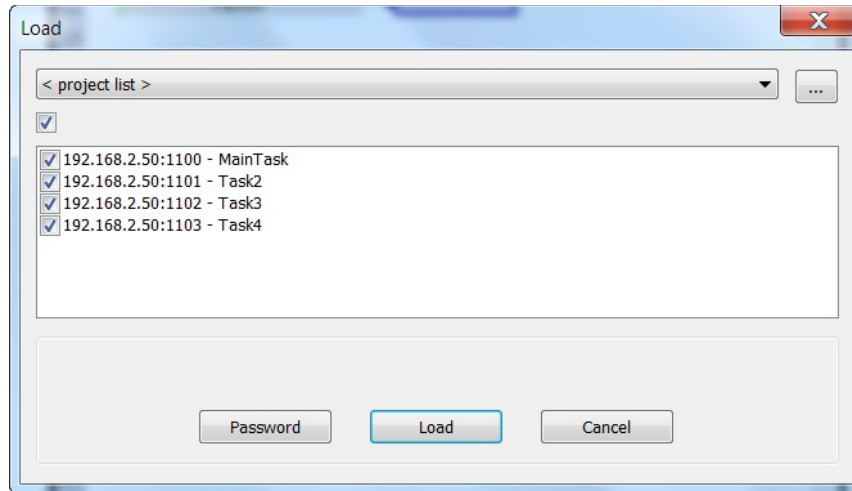 Load
< project list >
...
192.168.2.50:1100 - MainTask
192.168.2.50:1101 - Task2
192.168.2.50:1102 - Task3
192.168.2.50:1103 - Task4
Password
Load
Cancel